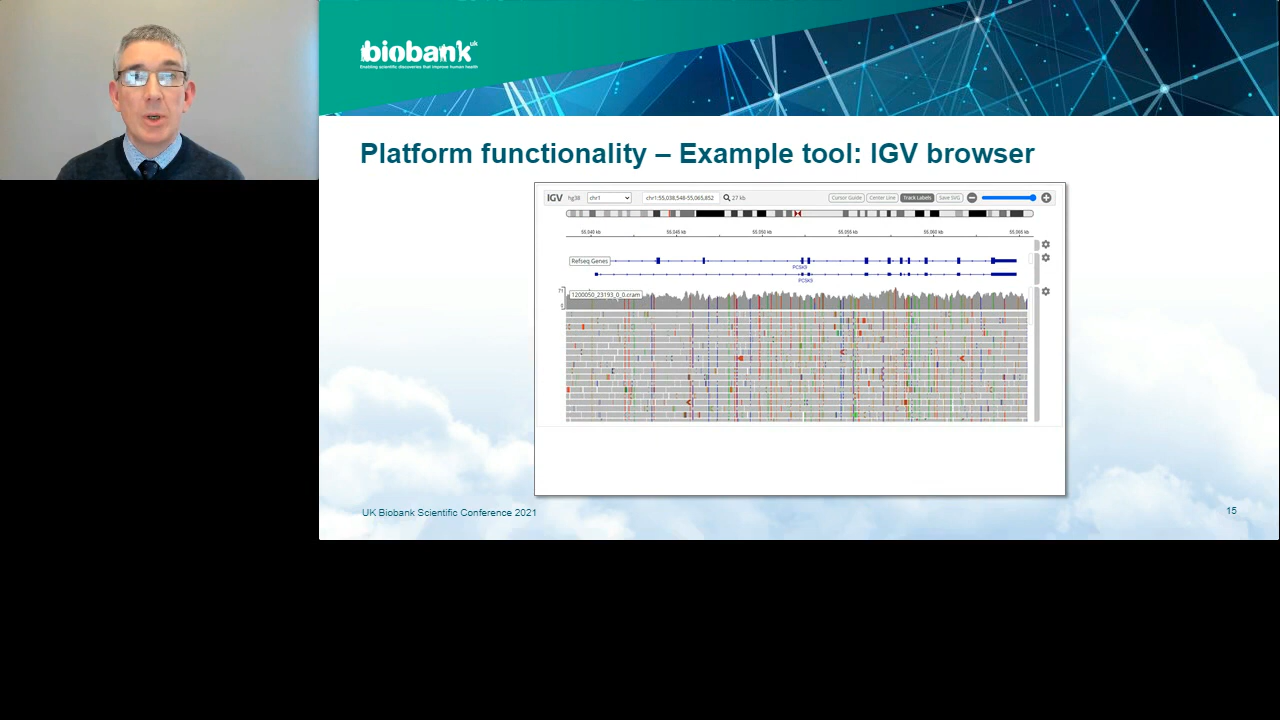 biobank uk
Enabling scientific discoveries that improve human health
Platform functionality – Example tool: IGV browser
IGV hg38 chr1 chr1:55,038,548-55,065,852 27 kb Cursor Guide Center Line Track Labels Save SVG
55,040 kb 55,045 kb 55,050 kb 55,055 kb 55,060 kb 55,065 kb
Refseq Genes
PCSK9
PCSK9
1200050_23193_0_0.cram
UK Biobank Scientific Conference 2021
15